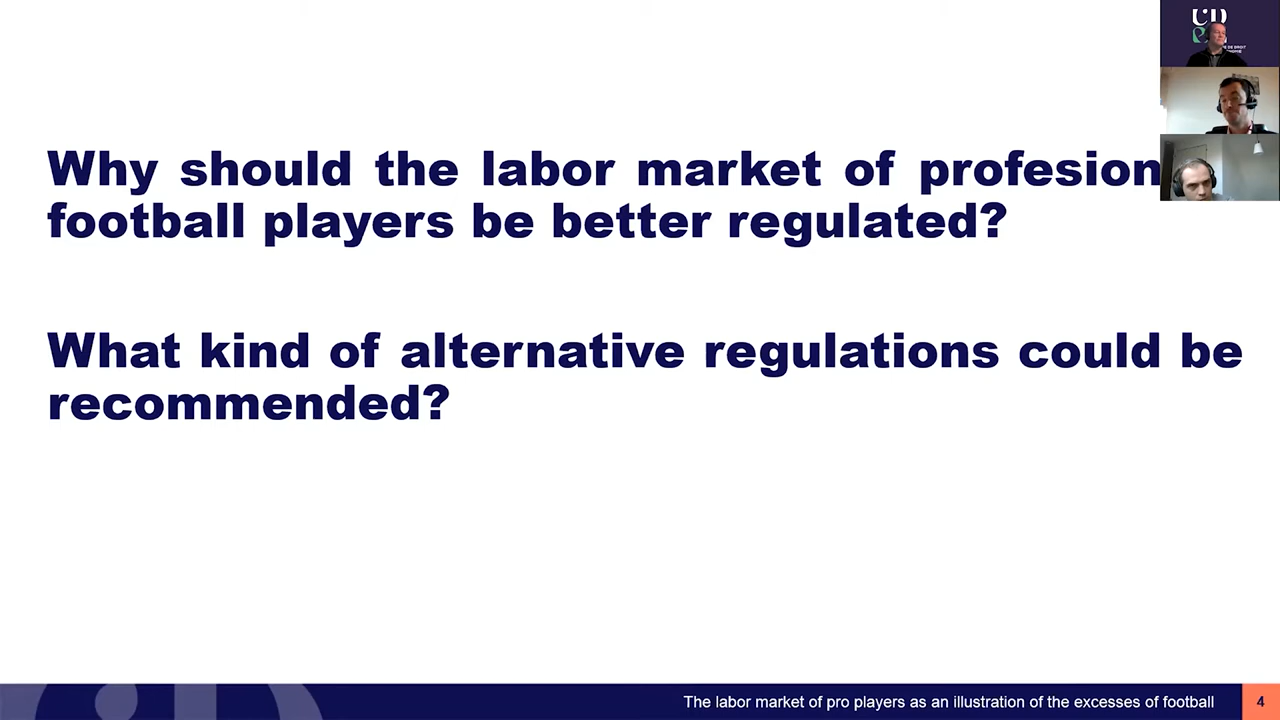 Why should the labor market of profesion
football players be better regulated?
What kind of alternative regulations could be
recommended?
The labor market of pro players as an illustration of the excesses of football
4